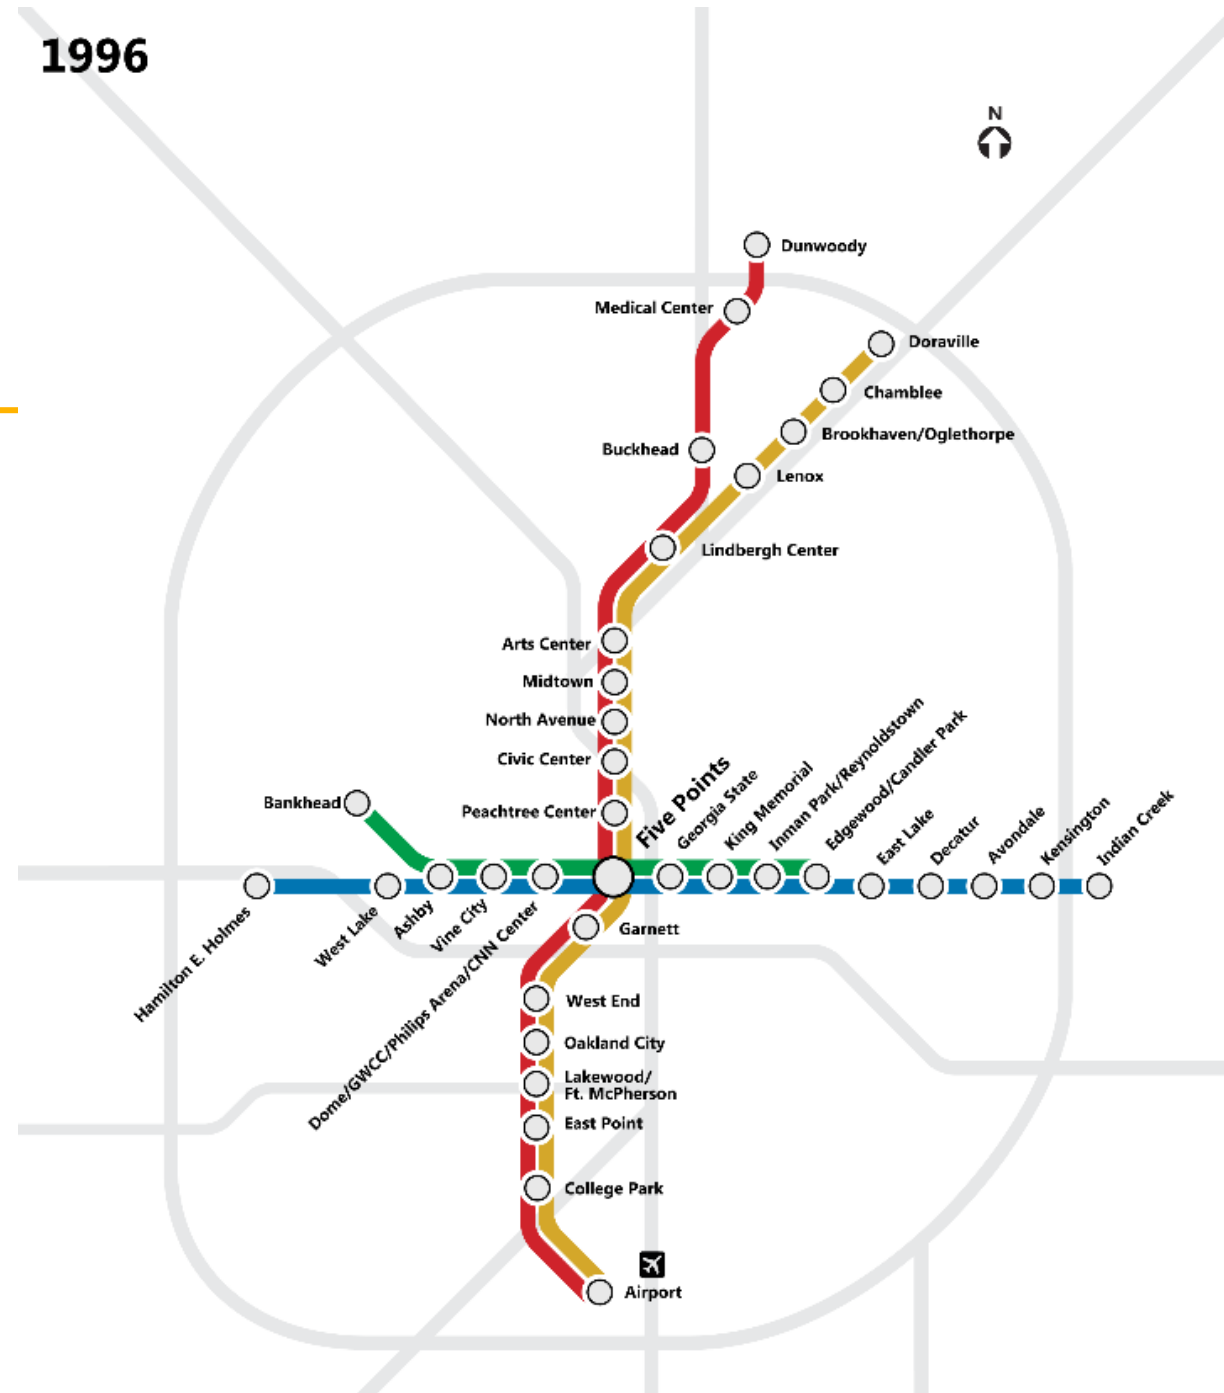 1996
N
Dunwoody
Medical Center
Doraville
Chamblee
Brookhaven/Oglethorpe
Buckhead
Lenox
Lindbergh Center
Arts Center
Midtown
North Avenue
Civic Center
Peachtree Center
Bankhead
Five Points
Georgia State
King Memorial
Inman Park/Reynoldstown
Edgewood/Candler Park
East Lake
Decatur
Avondale
Kensington
Indian Creek
Hamilton E. Holmes
West Lake
Ashby
Vine City
Dome/GWCC/Philips Arena/CNN Center
Garnett
West End
Oakland City
Lakewood/
Ft. McPherson
East Point
College Park
Airport